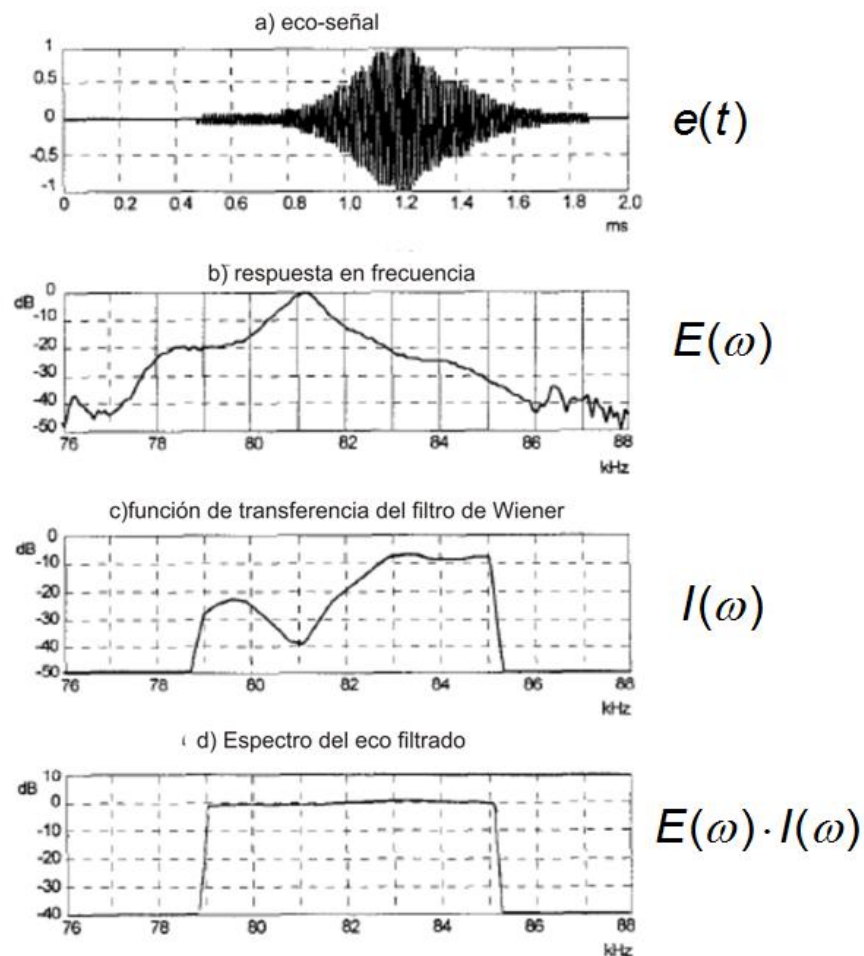 a) eco-señal
1
0.5
0
-0.5
-1
0 0.2 0.4 0.6 0.8 1.0 1.2 1.4 1.6 1.8 2.0
ms
e(t)
b) respuesta en frecuencia
0
dB
-10
-20
-30
-40
-50
76 78 80 82 84 86 88
kHz
E(ω)
c)función de transferencia del filtro de Wiener
0
dB
-10
-20
-30
-40
-50
76 78 80 82 84 86 88
kHz
I(ω)
d) Espectro del eco filtrado
10
dB
0
-10
-20
-30
-40
76 78 80 82 84 86 88
kHz
E(ω)·I(ω)